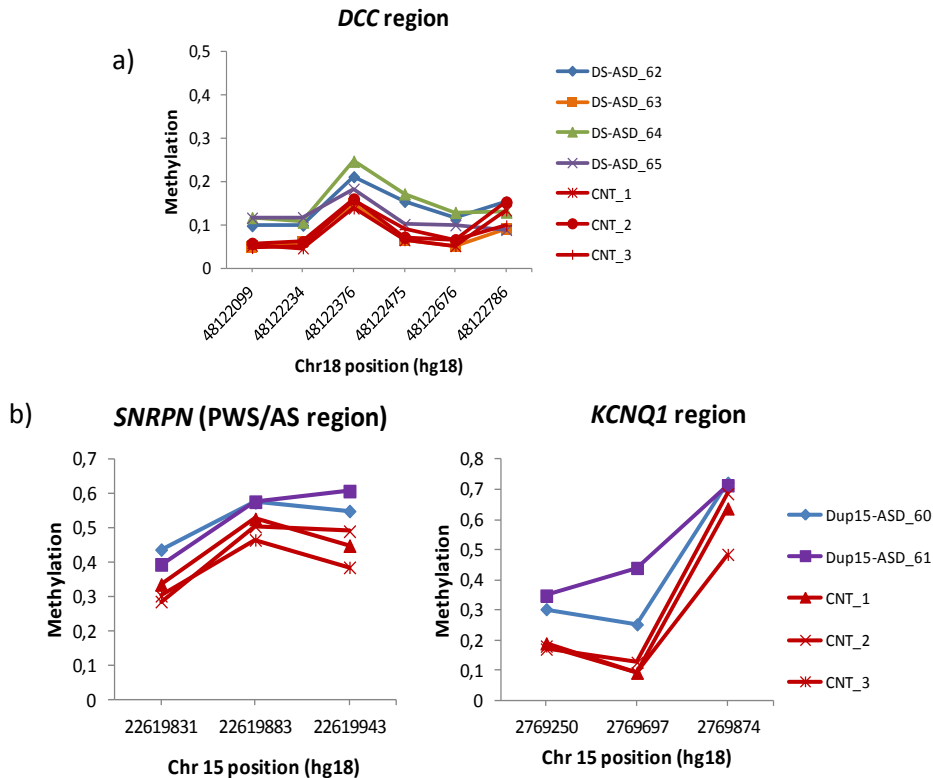 DCC region
a)
Methylation
0,5
0,4
0,3
0,2
0,1
0
48122099
48122234
48122376
48122475
48122676
48122786
Chr18 position (hg18)
DS-ASD_62
DS-ASD_63
DS-ASD_64
DS-ASD_65
CNT_1
CNT_2
CNT_3
b)
SNRPN (PWS/AS region)
Methylation
0,7
0,6
0,5
0,4
0,3
0,2
0,1
0
22619831 22619883 22619943
Chr 15 position (hg18)
KCNQ1 region
Methylation
0,8
0,7
0,6
0,5
0,4
0,3
0,2
0,1
0
2769250 2769697 2769874
Chr 15 position (hg18)
Dup15-ASD_60
Dup15-ASD_61
CNT_1
CNT_2
CNT_3